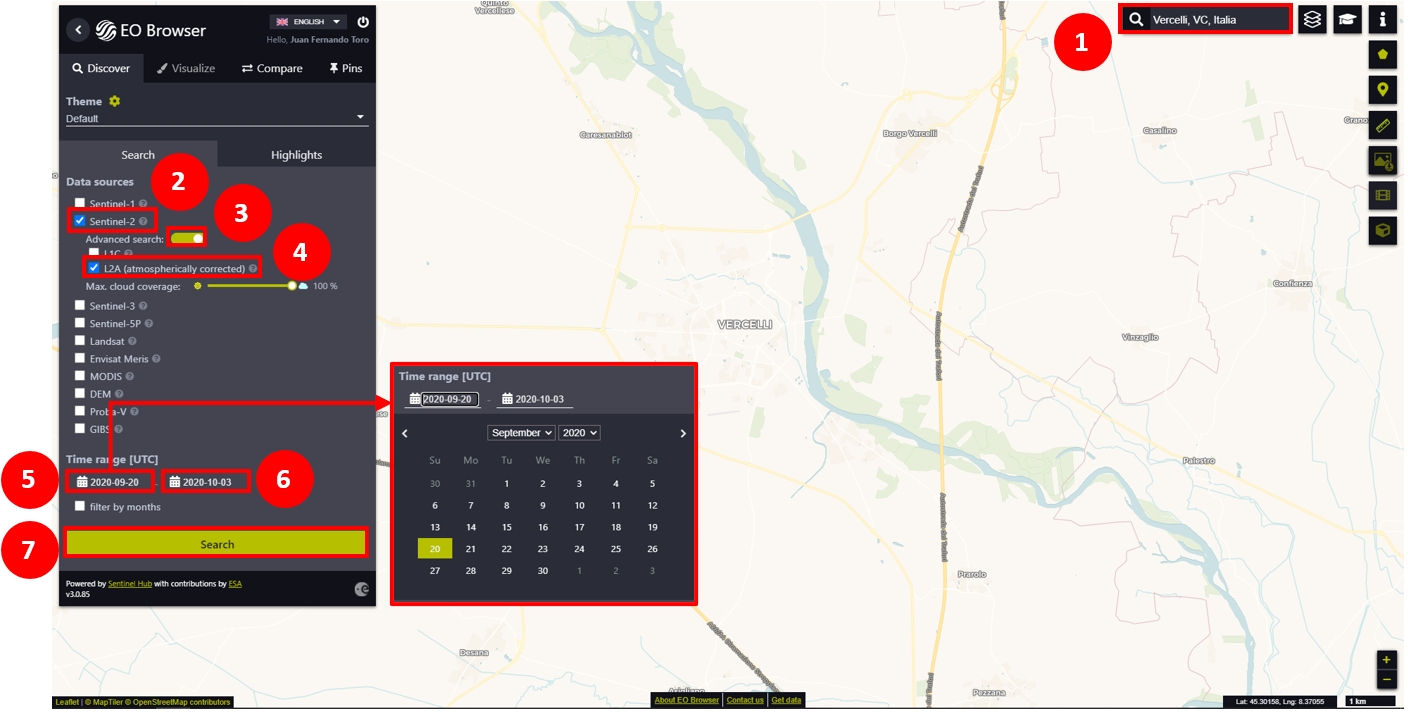 EO Browser
ENGLISH
Hello, Juan Fernando Toro
Discover
Visualize
Compare
Pins
Theme
Default
Search
Highlights
Data sources
Sentinel-1
Sentinel-2
Advanced search:
L1C
L2A (atmospherically corrected)
Max. cloud coverage:
100 %
Sentinel-3
Sentinel-5P
Landsat
Envisat Meris
MODIS
DEM
Proba-V
GIBS
Time range [UTC]
2020-09-20 - 2020-10-03
filter by months
Search
Powered by Sentinel Hub with contributions by ESA
v3.0.85
1
2
3
4
5
6
7
Time range [UTC]
2020-09-20 - 2020-10-03
September 2020
Su Mo Tu We Th Fr Sa
30 31 1 2 3 4 5
6 7 8 9 10 11 12
13 14 15 16 17 18 19
20 21 22 23 24 25 26
27 28 29 30 1 2 3
Vercelli, VC, Italia
Quinto
Vercellese
Caresanablot
Borgo Vercelli
Casalino
Grano
Autostrada dei Trafori
Confienza
VERCELLI
Vinzaglio
Autostrada dei Trafori
Palestro
Autostrada dei Trafori
Prarolo
Desana
Asigliano
Pezzana
Leaflet | © MapTiler © OpenStreetMap contributors
About EO Browser | Contact us | Get data
Lat: 45.30158, Lng: 8.37055
1 km
+
−